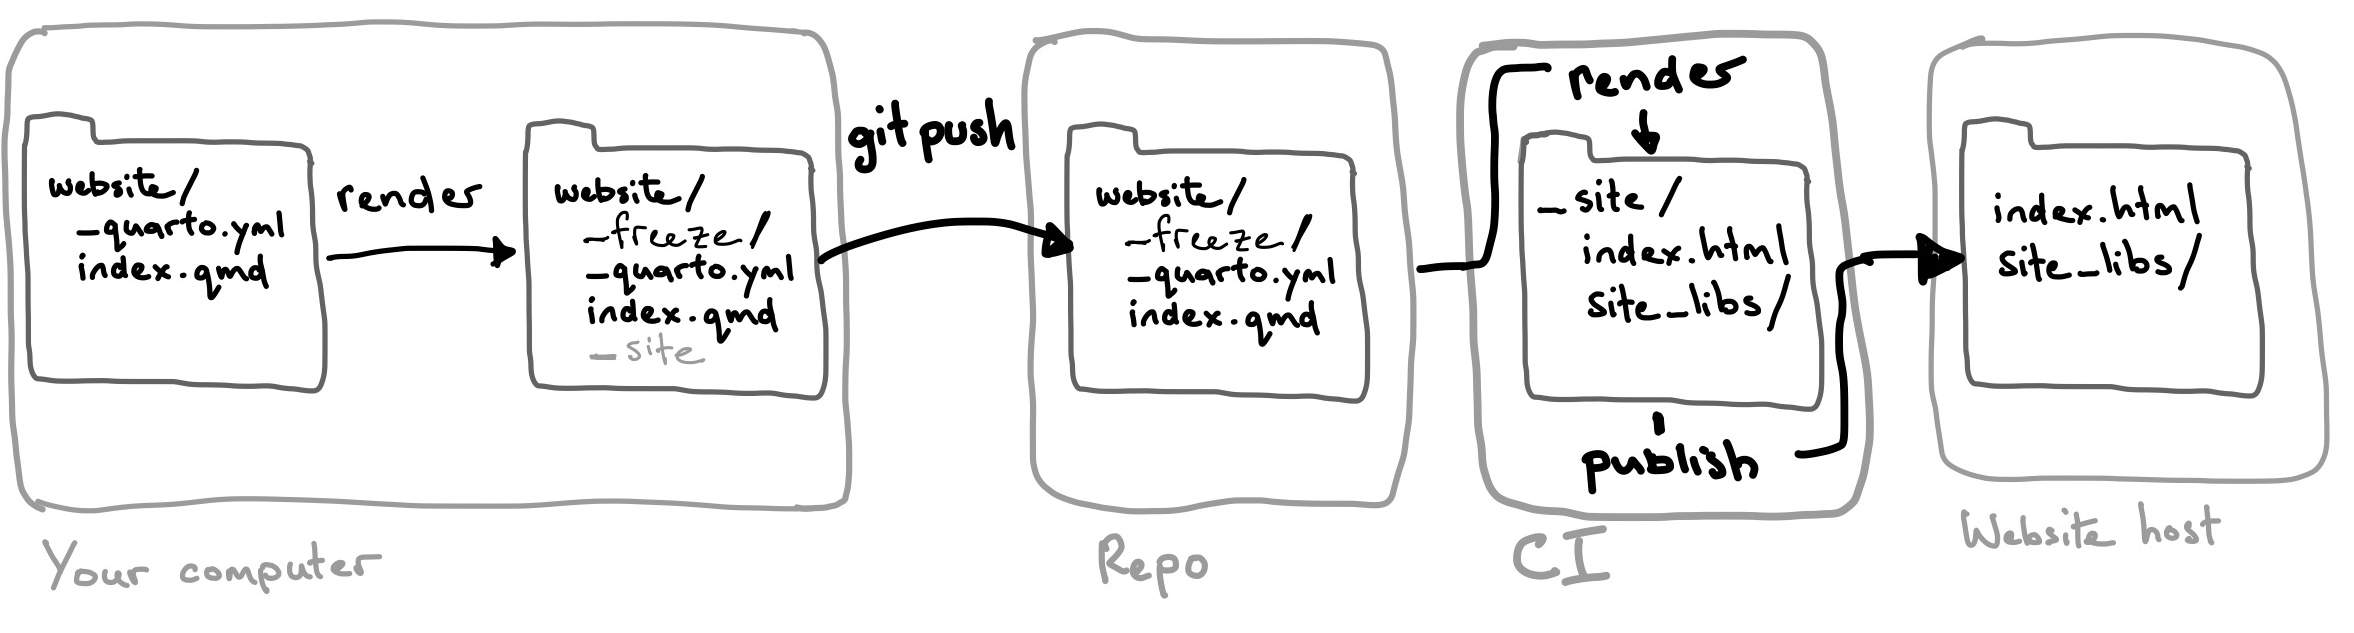 website/
_quarto.yml
index.qmd
render
website/
_freeze/
_quarto.yml
index.qmd
_site
Your computer
git push
website/
_freeze/
_quarto.yml
index.qmd
Repo
render
_site/
index.html
site_libs/
publish
CI
index.html
site_libs/
Website host